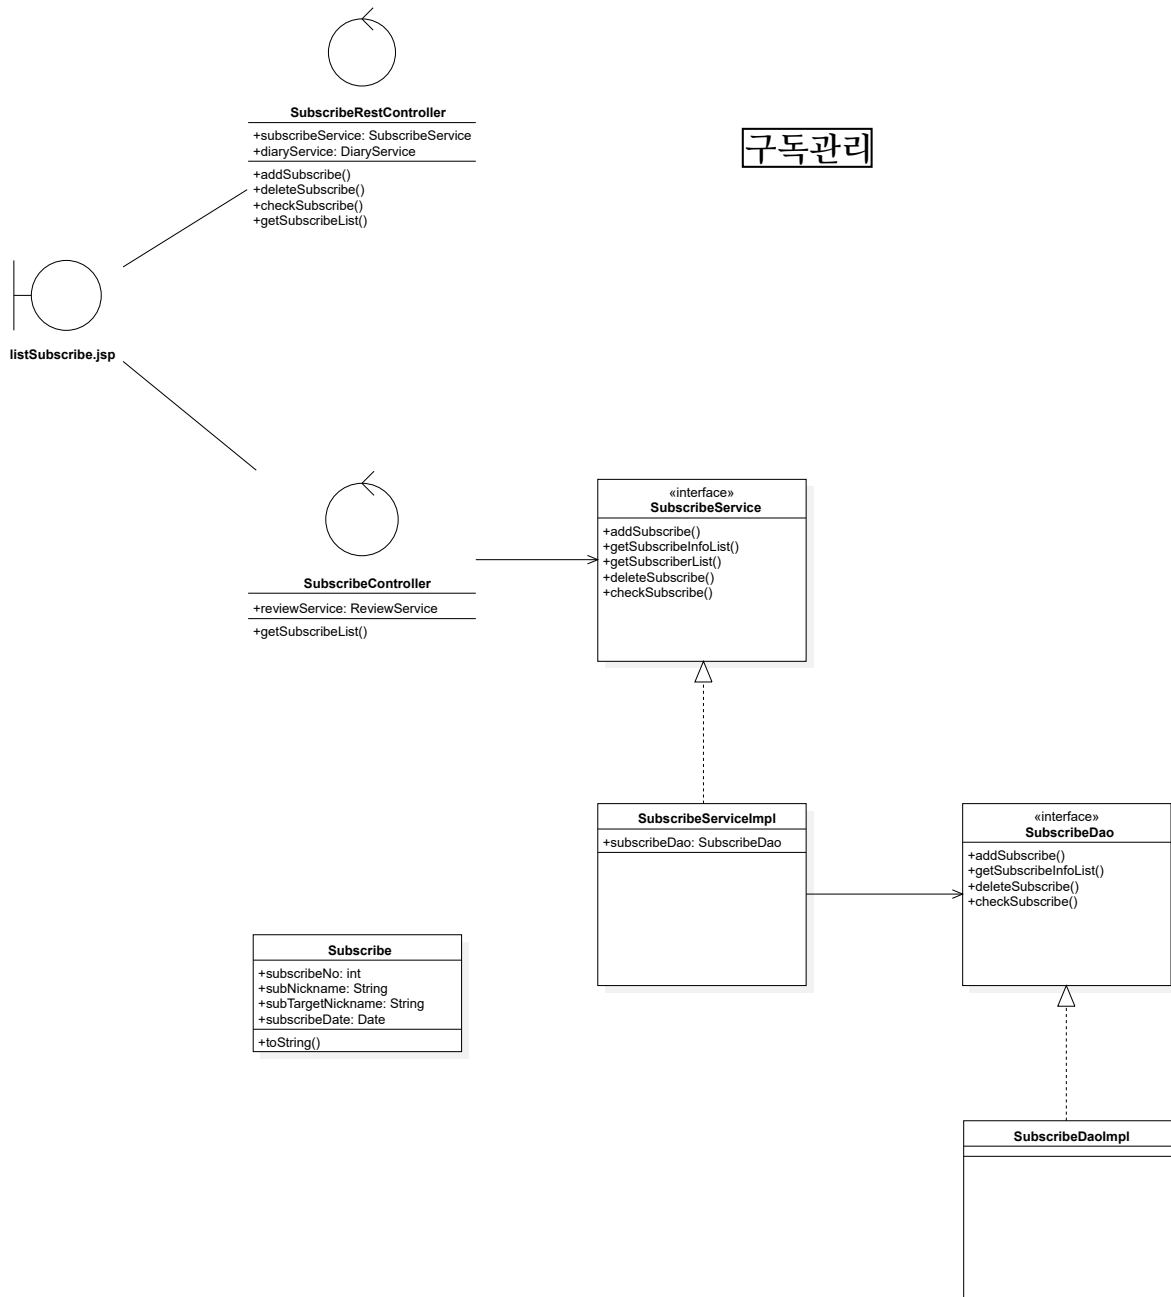 SubscribeRestController
+subscribeService: SubscribeService
+diaryService: DiaryService
+addSubscribe()
+deleteSubscribe()
+checkSubscribe()
+getSubscribeList()
구독관리
listSubscribe.jsp
SubscribeController
+reviewService: ReviewService
+getSubscribeList()
«interface»
SubscribeService
+addSubscribe()
+getSubscribeInfoList()
+getSubscriberList()
+deleteSubscribe()
+checkSubscribe()
SubscribeServiceImpl
+subscribeDao: SubscribeDao
«interface»
SubscribeDao
+addSubscribe()
+getSubscribeInfoList()
+deleteSubscribe()
+checkSubscribe()
Subscribe
+subscribeNo: int
+subNickname: String
+subTargetNickname: String
+subscribeDate: Date
+toString()
SubscribeDaoImpl